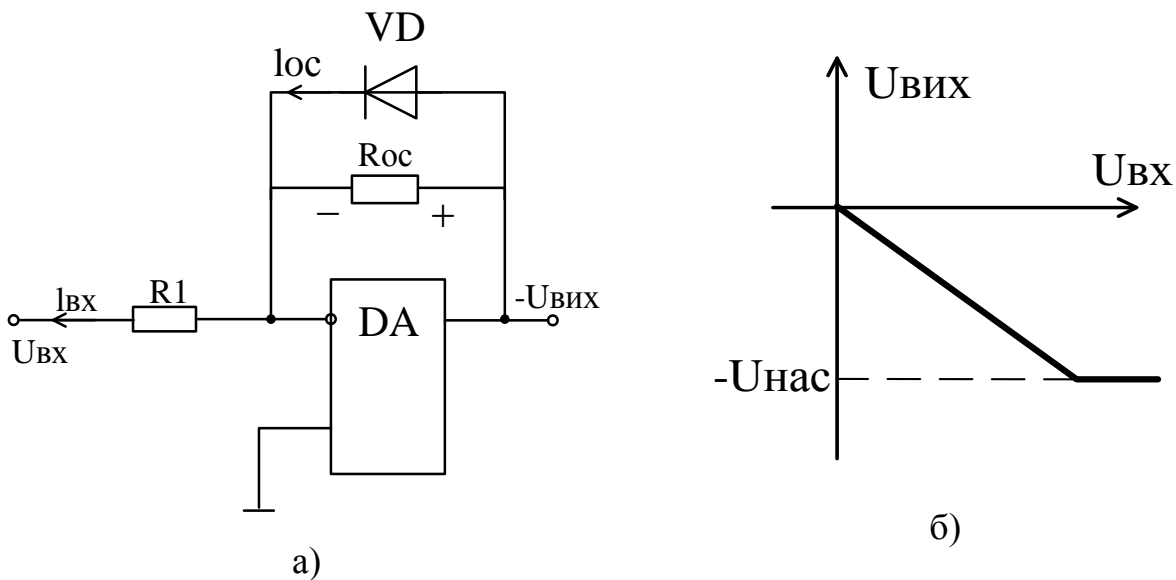 VD
Iос
Rос
− +
Iвх
R1
DA
-Uвих
Uвх
а)
Uвих
Uвх
-Uнас
б)